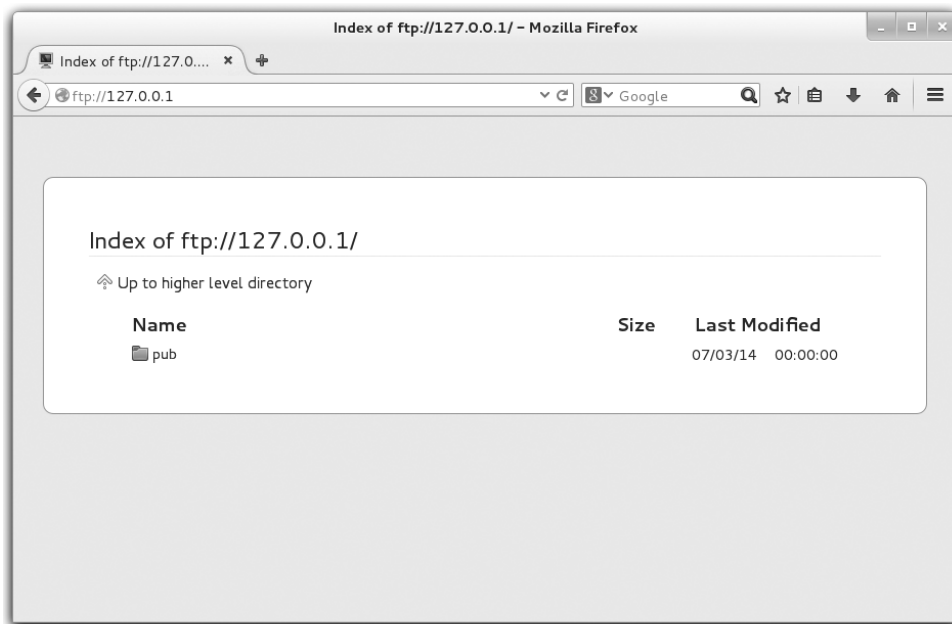 Index of ftp://127.0.0.1/ – Mozilla Firefox
Index of ftp://127.0....
ftp://127.0.0.1
Google
Index of ftp://127.0.0.1/
Up to higher level directory
Name Size Last Modified
pub 07/03/14 00:00:00